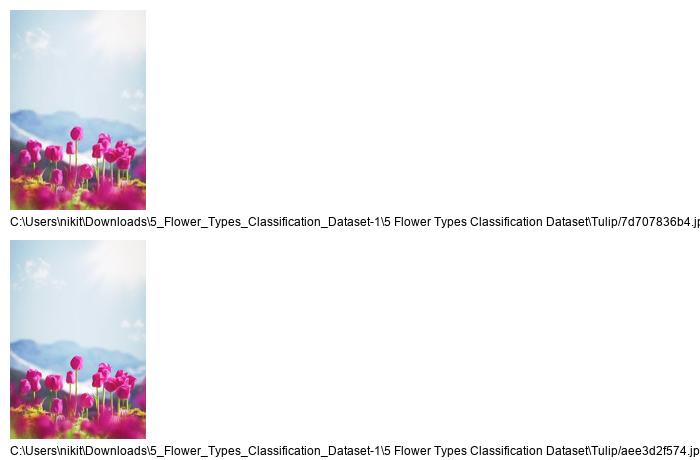 C:\Users\nikit\Downloads\5_Flower_Types_Classification_Dataset-1\5 Flower Types Classification Dataset\Tulip/7d707836b4.jp
C:\Users\nikit\Downloads\5_Flower_Types_Classification_Dataset-1\5 Flower Types Classification Dataset\Tulip/aee3d2f574.jp